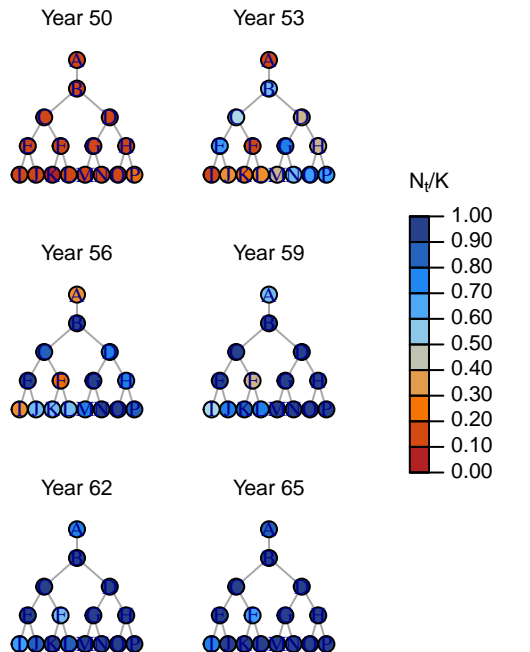 Year 50
A
B
C D
E F G H
I J K L M N O P
Year 53
A
B
C D
E F G H
I J K L M N O P
Year 56
A
B
C D
E F G H
I J K L M N O P
Year 59
A
B
C D
E F G H
I J K L M N O P
Year 62
A
B
C D
E F G H
I J K L M N O P
Year 65
A
B
C D
E F G H
I J K L M N O P
Nt/K
1.00
0.90
0.80
0.70
0.60
0.50
0.40
0.30
0.20
0.10
0.00